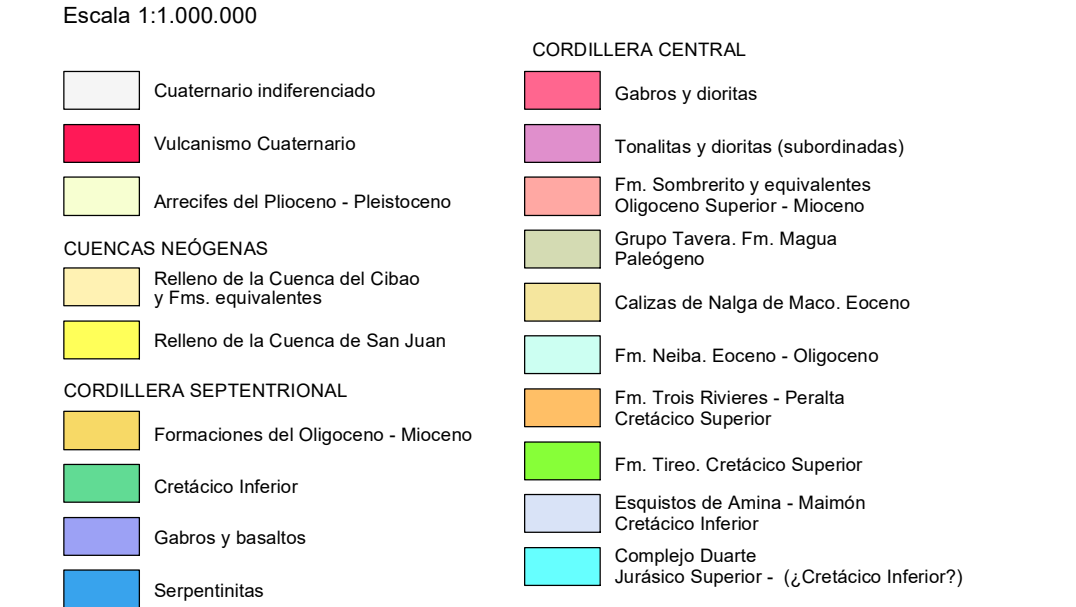 Escala 1:1.000.000
Cuaternario indiferenciado
Vulcanismo Cuaternario
Arrecifes del Plioceno - Pleistoceno
CUENCAS NEÓGENAS
Relleno de la Cuenca del Cibao
y Fms. equivalentes
Relleno de la Cuenca de San Juan
CORDILLERA SEPTENTRIONAL
Formaciones del Oligoceno - Mioceno
Cretácico Inferior
Gabros y basaltos
Serpentinitas
CORDILLERA CENTRAL
Gabros y dioritas
Tonalitas y dioritas (subordinadas)
Fm. Sombrerito y equivalentes
Oligoceno Superior - Mioceno
Grupo Tavera. Fm. Magua
Paleógeno
Calizas de Nalga de Maco. Eoceno
Fm. Neiba. Eoceno - Oligoceno
Fm. Trois Rivieres - Peralta
Cretácico Superior
Fm. Tireo. Cretácico Superior
Esquistos de Amina - Maimón
Cretácico Inferior
Complejo Duarte
Jurásico Superior - (¿Cretácico Inferior?)